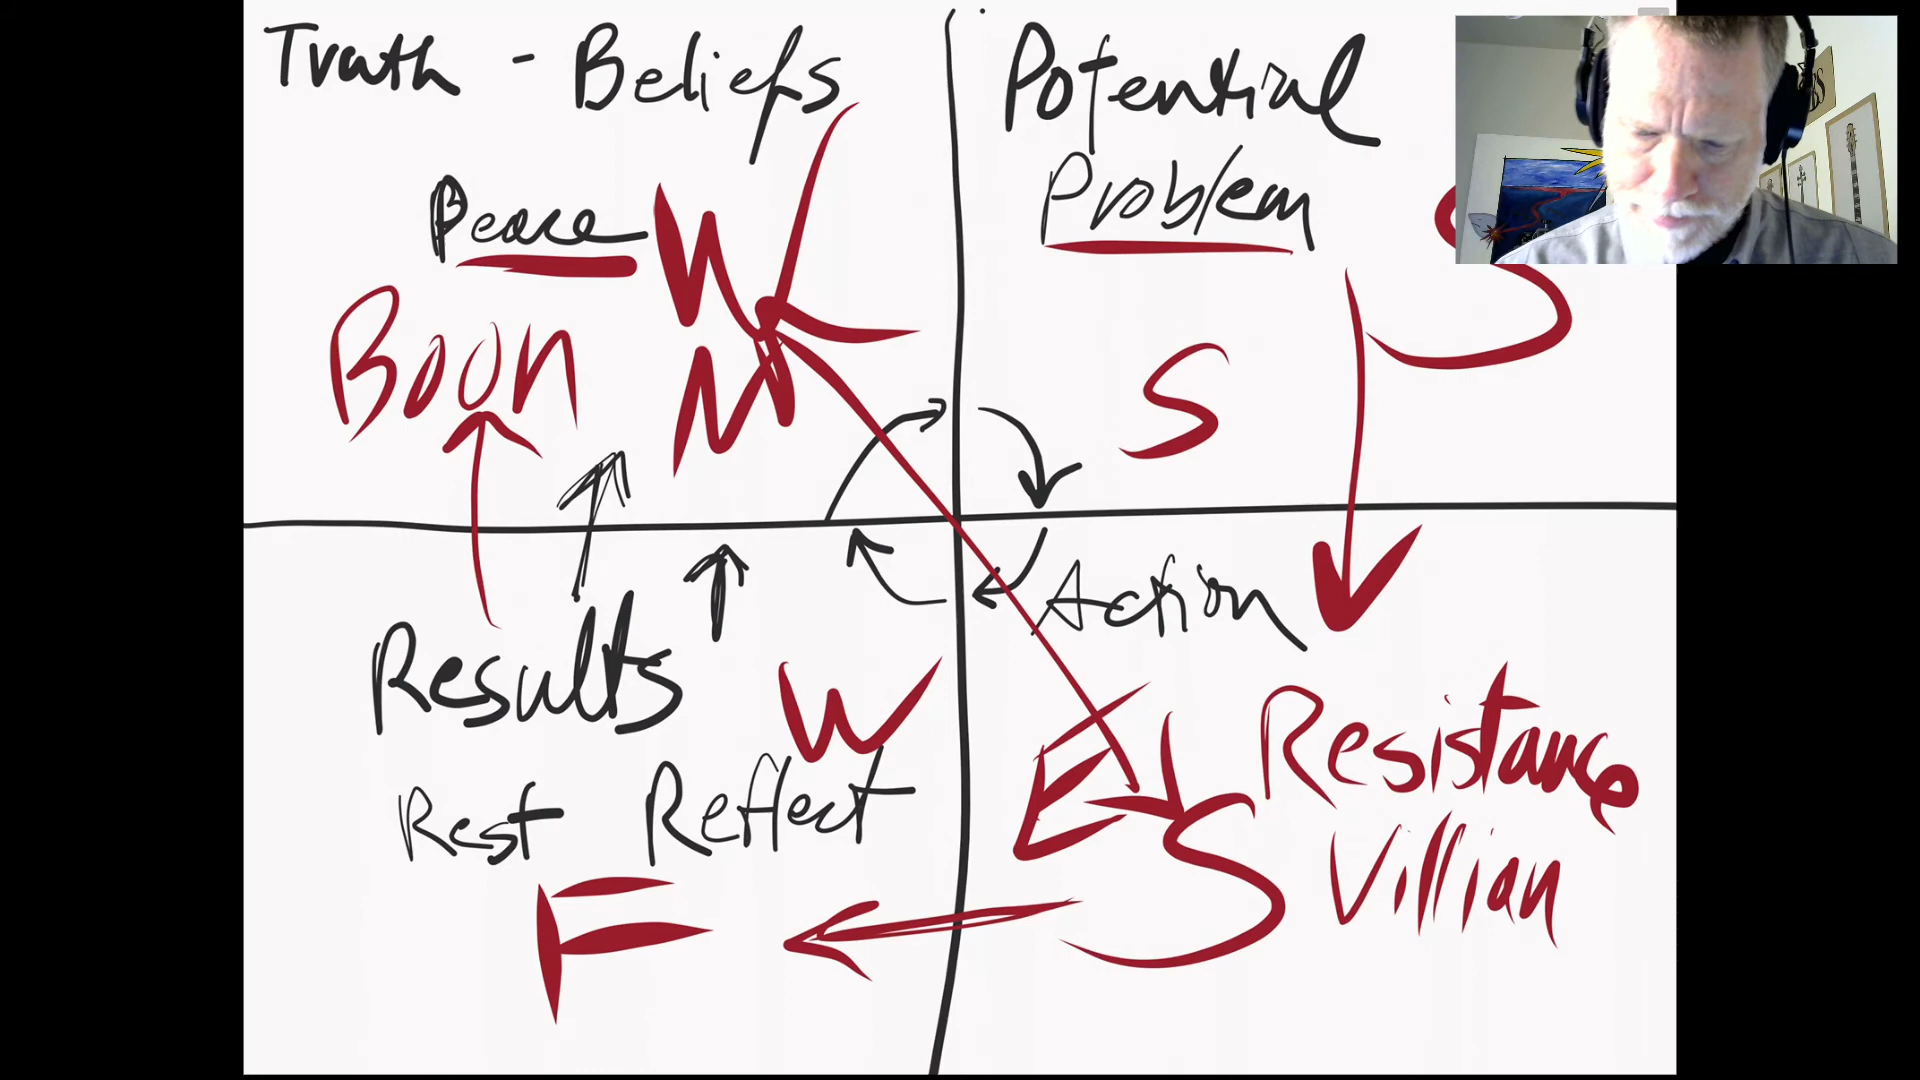 Truth - Beliefs
Peace W
Boon
N
Potential
Problem
S
S
Results
W
Rest Reflect
F
Action
E
S
Resistance
Villian